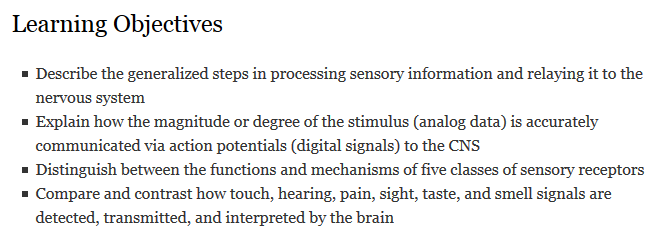 Learning Objectives
▪ Describe the generalized steps in processing sensory information and relaying it to the
nervous system
▪ Explain how the magnitude or degree of the stimulus (analog data) is accurately
communicated via action potentials (digital signals) to the CNS
▪ Distinguish between the functions and mechanisms of five classes of sensory receptors
▪ Compare and contrast how touch, hearing, pain, sight, taste, and smell signals are
detected, transmitted, and interpreted by the brain